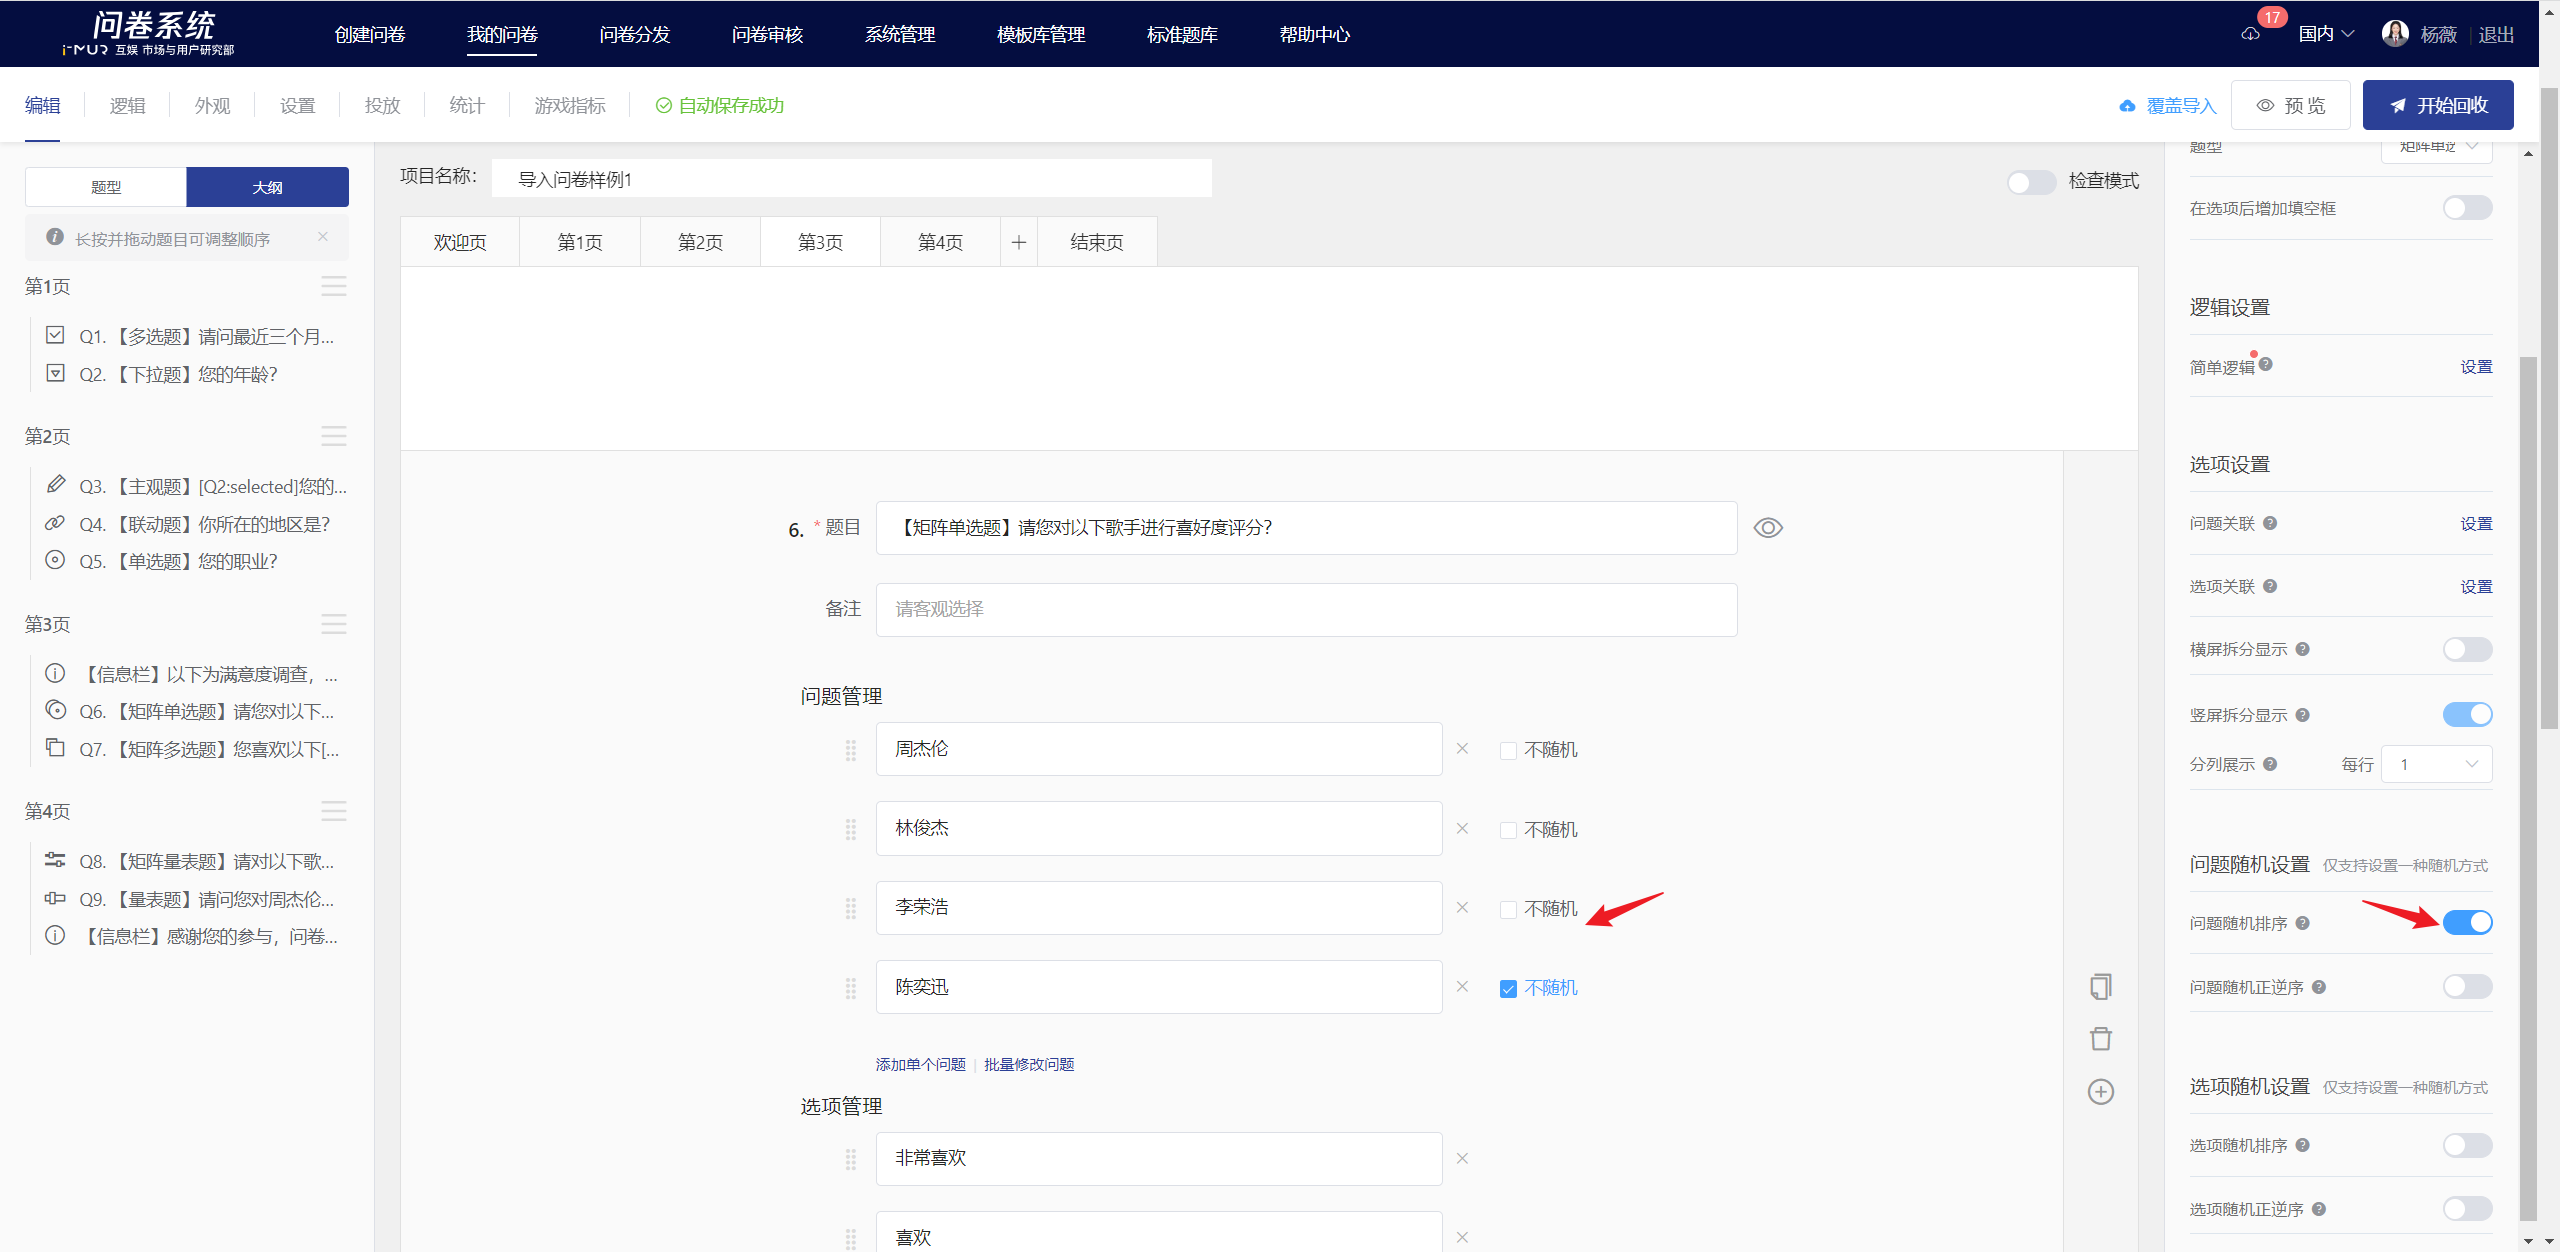 问卷系统
i-MUR 互娱 市场与用户研究部
创建问卷
我的问卷
问卷分发
问卷审核
系统管理
模板库管理
标准题库
帮助中心
17
国内
杨薇
退出
编辑
逻辑
外观
设置
投放
统计
游戏指标
自动保存成功
覆盖导入
预览
开始回收
题型
大纲
长按并拖动题目可调整顺序
第1页
Q1. 【多选题】请问最近三个月...
Q2. 【下拉题】您的年龄?
第2页
Q3. 【主观题】[Q2:selected]您的...
Q4. 【联动题】你所在的地区是?
Q5. 【单选题】您的职业?
第3页
【信息栏】以下为满意度调查，...
Q6. 【矩阵单选题】请您对以下...
Q7. 【矩阵多选题】您喜欢以下[...
第4页
Q8. 【矩阵量表题】请对以下歌...
Q9. 【量表题】请问您对周杰伦...
【信息栏】感谢您的参与，问卷...
项目名称:
导入问卷样例1
检查模式
欢迎页
第1页
第2页
第3页
第4页
结束页
6. * 题目
【矩阵单选题】请您对以下歌手进行喜好度评分?
备注
请客观选择
问题管理
周杰伦
不随机
林俊杰
不随机
李荣浩
不随机
陈奕迅
不随机
添加单个问题 | 批量修改问题
选项管理
非常喜欢
喜欢
题型
矩阵单选
在选项后增加填空框
逻辑设置
简单逻辑
设置
选项设置
问题关联
设置
选项关联
设置
横屏拆分显示
竖屏拆分显示
分列展示
每行
1
问题随机设置 仅支持设置一种随机方式
问题随机排序
问题随机正逆序
选项随机设置 仅支持设置一种随机方式
选项随机排序
选项随机正逆序